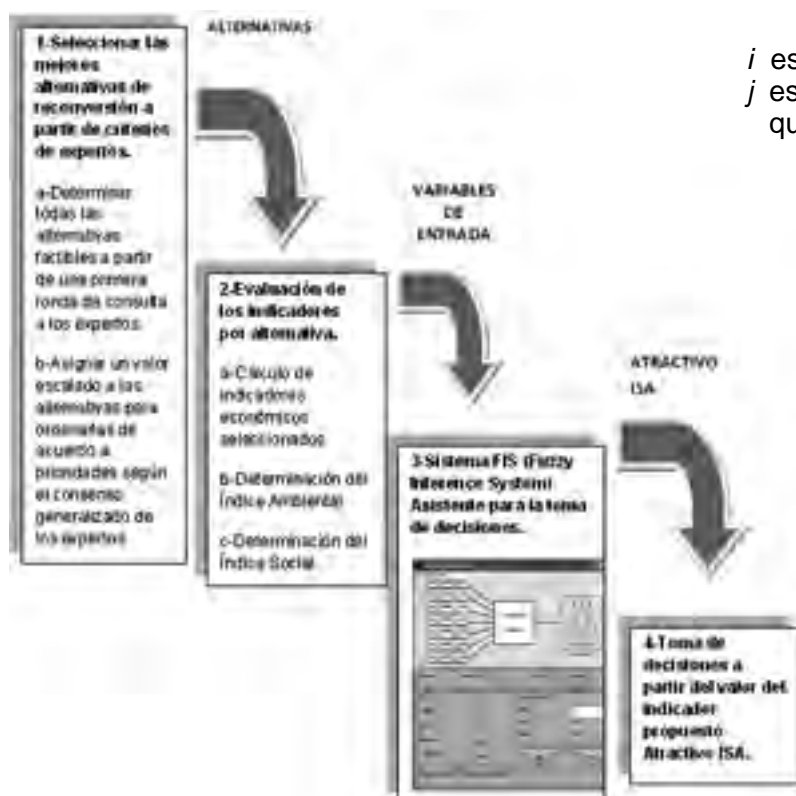 ALTERNATIVAS
1-Seleccionar las
mejores
alternativas de
reconversión a
partir de criterios
de expertos.
a-Determinar
todas las
alternativas
factibles a partir
de una primera
ronda de consulta
a los expertos.
b-Asignar un valor
escalado a las
alternativas para
ordenarlas de
acuerdo a
prioridades según
el consenso
generalizado de
los expertos
VARIABLES
DE
ENTRADA
2-Evaluación de
los indicadores
por alternativa.
a-Cálculo de
indicadores
económicos
seleccionados
b-Determinación del
Índice Ambiental
c-Determinación del
Índice Social
ATRACTIVO
ISA
3-Sistema FIS (Fuzzy
Inference System)
Asistente para la toma
de decisiones.
4-Toma de
decisiones a
partir del valor del
indicador
propuesto
Atractivo ISA.
i es
j es
qu